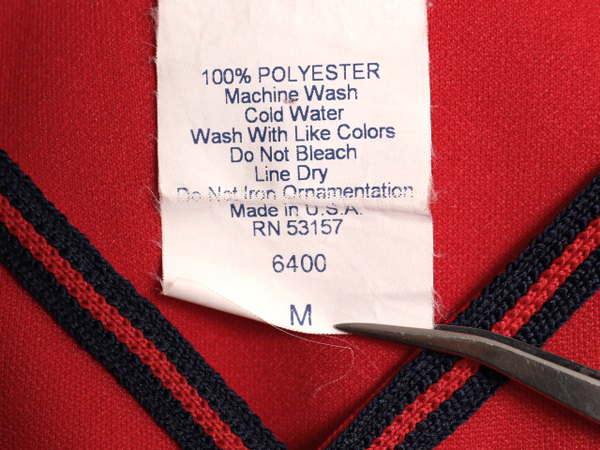 100% POLYESTER
Machine Wash
Cold Water
Wash With Like Colors
Do Not Bleach
Line Dry
Do Not Iron Ornamentation
Made in U.S.A.
RN 53157
6400
M